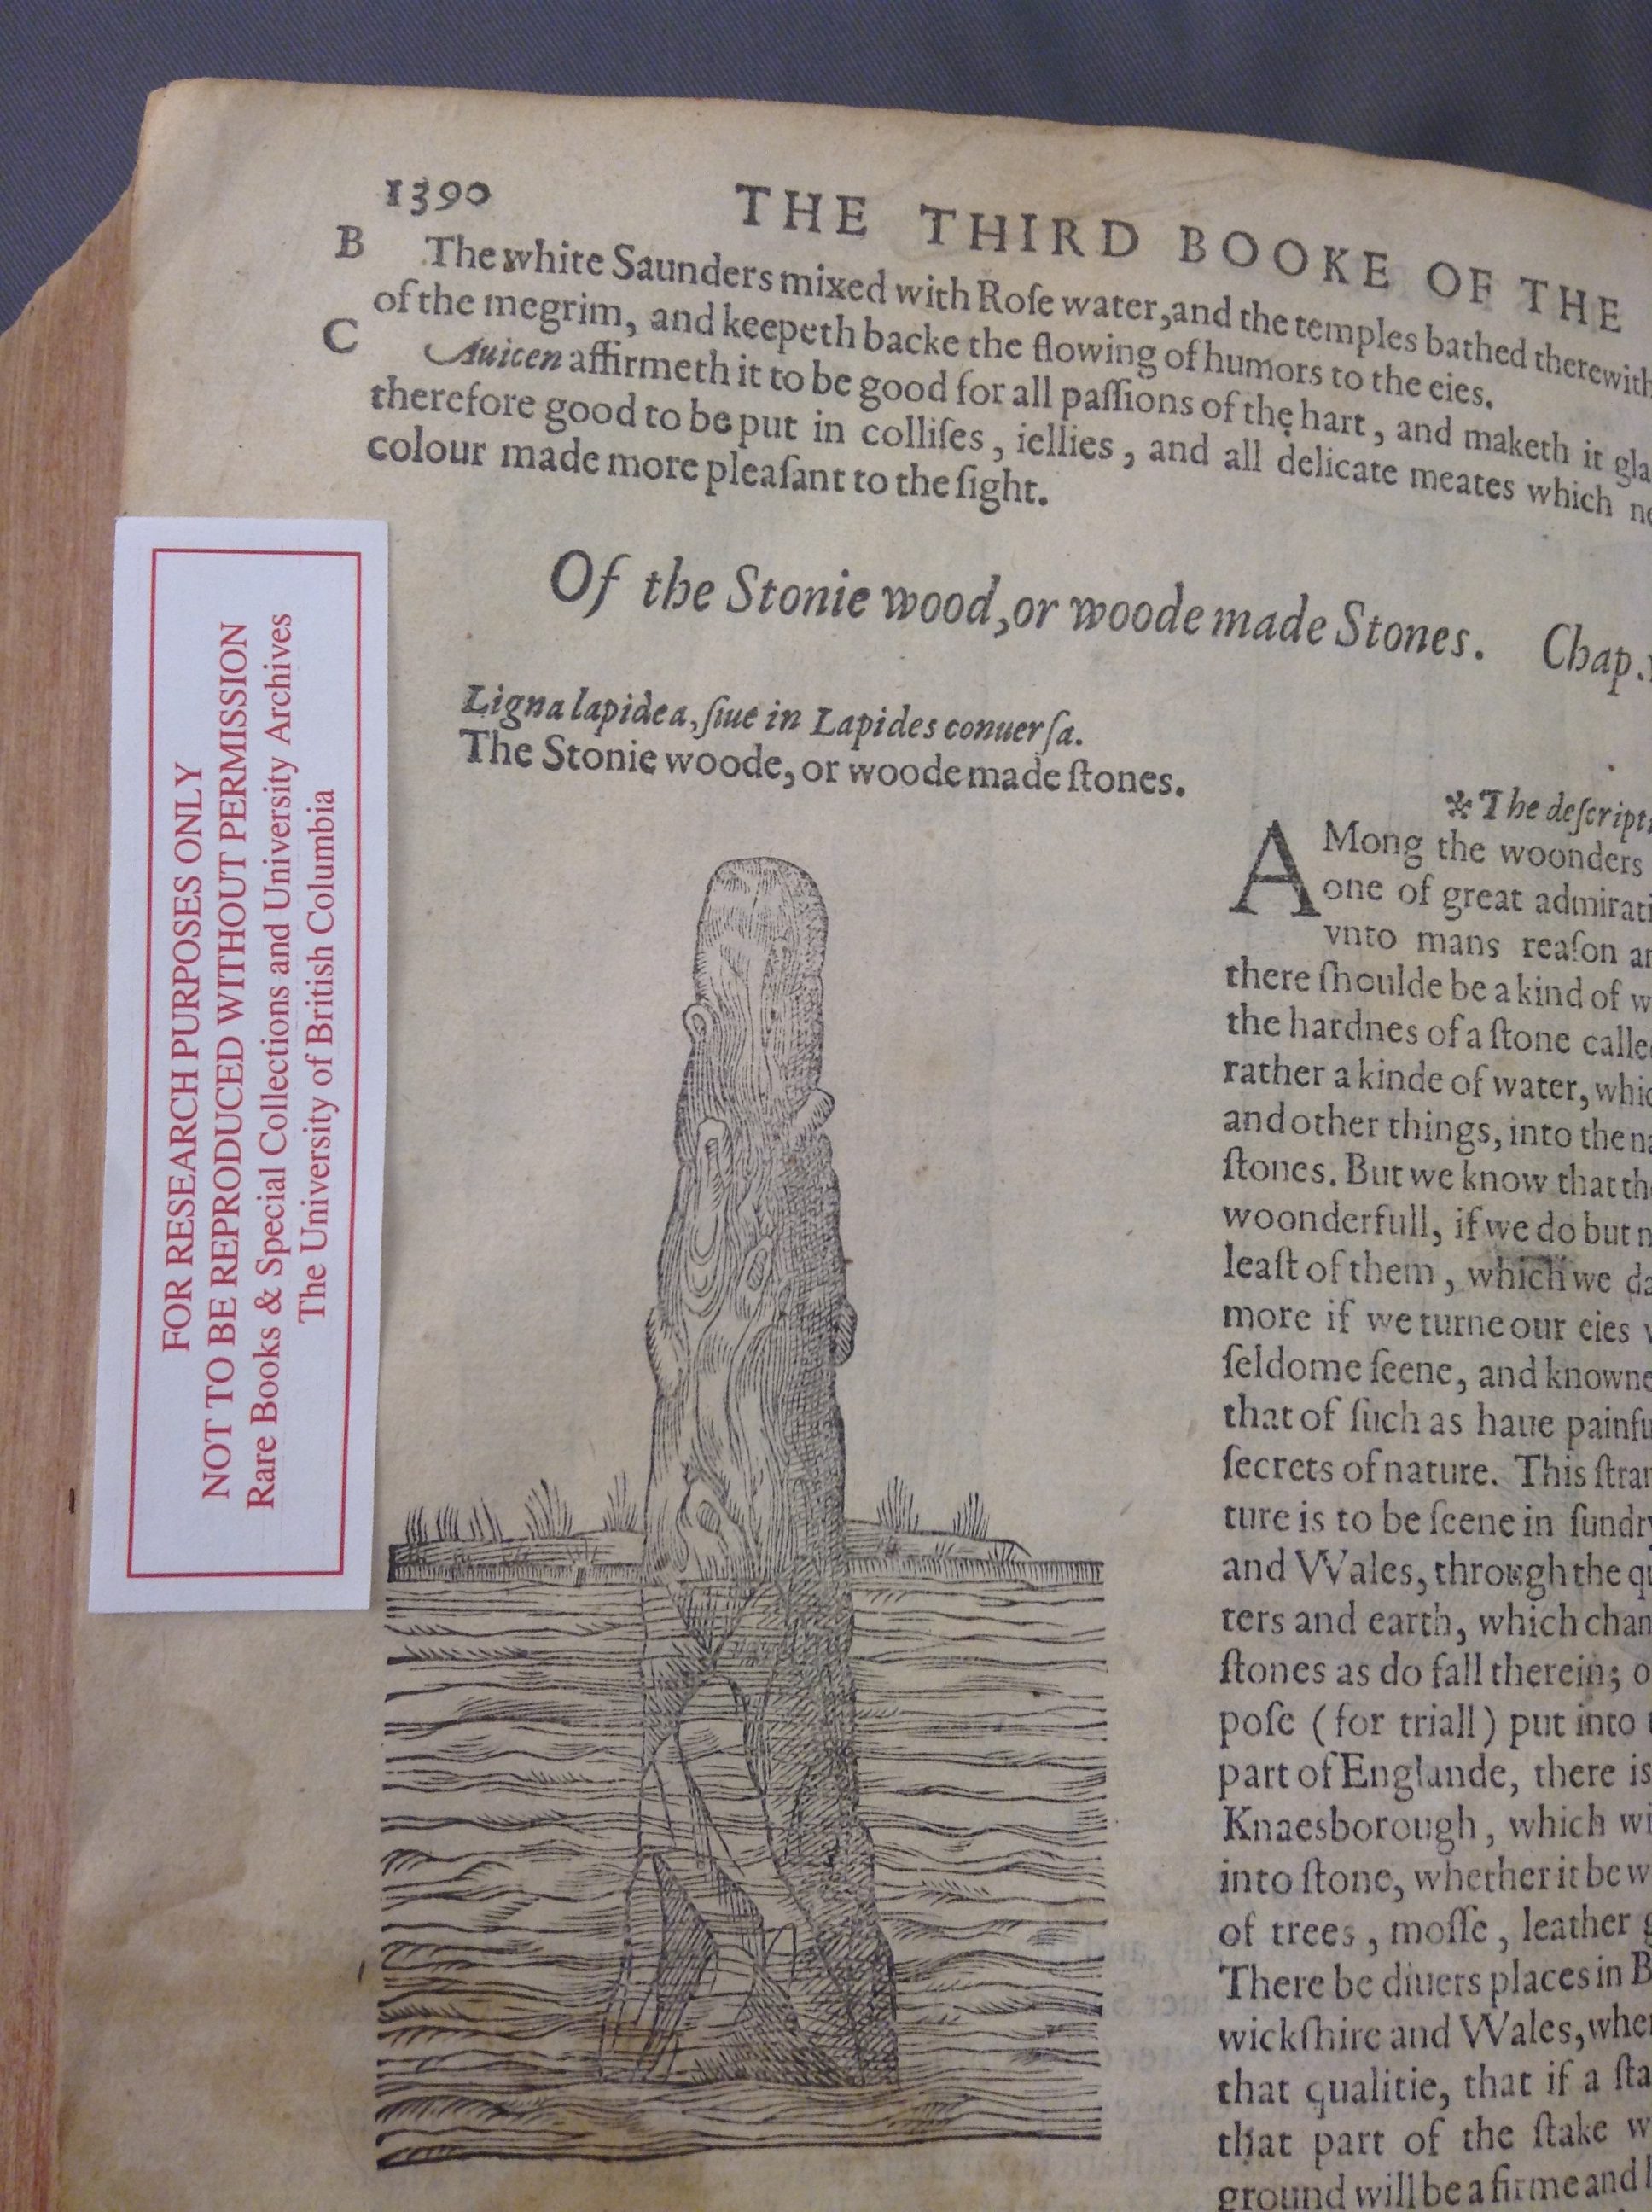 1390
THE THIRD BOOKE OF THE
B The white Saunders mixed with Roſe water, and the temples bathed therewith
of the megrim, and keepeth backe the flowing of humors to the eies.
C Auicen affirmeth it to be good for all paſſions of the hart, and maketh it gla
therefore good to be put in colliſes, iellies, and all delicate meates which
colour made more pleaſant to the ſight.
Of the Stonie wood, or woode made Stones. Chap.
Ligna lapidea, ſiue in Lapides conuerſa.
The Stonie woode, or woode made ſtones.
❧ The deſcripti
AMong the woonders
one of great admirati
vnto mans reaſon an
there ſhoulde be a kind of w
the hardnes of a ſtone calle
rather a kinde of water, whic
and other things, into the na
ſtones. But we know that the
woonderfull, if we do but
leaſt of them, which we da
more if we turne our eies
ſeldome ſeene, and knowne
that of ſuch as haue painfu
ſecrets of nature. This ſtran
ture is to be ſeene in ſundry
and VVales, through the qu
ters and earth, which chan
ſtones as do fall therein; o
poſe (for triall) put into
part of Englande, there is
Knaesborough, which wi
into ſtone, whether it be w
of trees, moſſe, leather g
There be diuers places in B
wickſhire and VVales, wher
that qualitie, that if a ſta
that part of the ſtake w
ground will be a firme and
FOR RESEARCH PURPOSES ONLY
NOT TO BE REPRODUCED WITHOUT PERMISSION
Rare Books & Special Collections and University Archives
The University of British Columbia